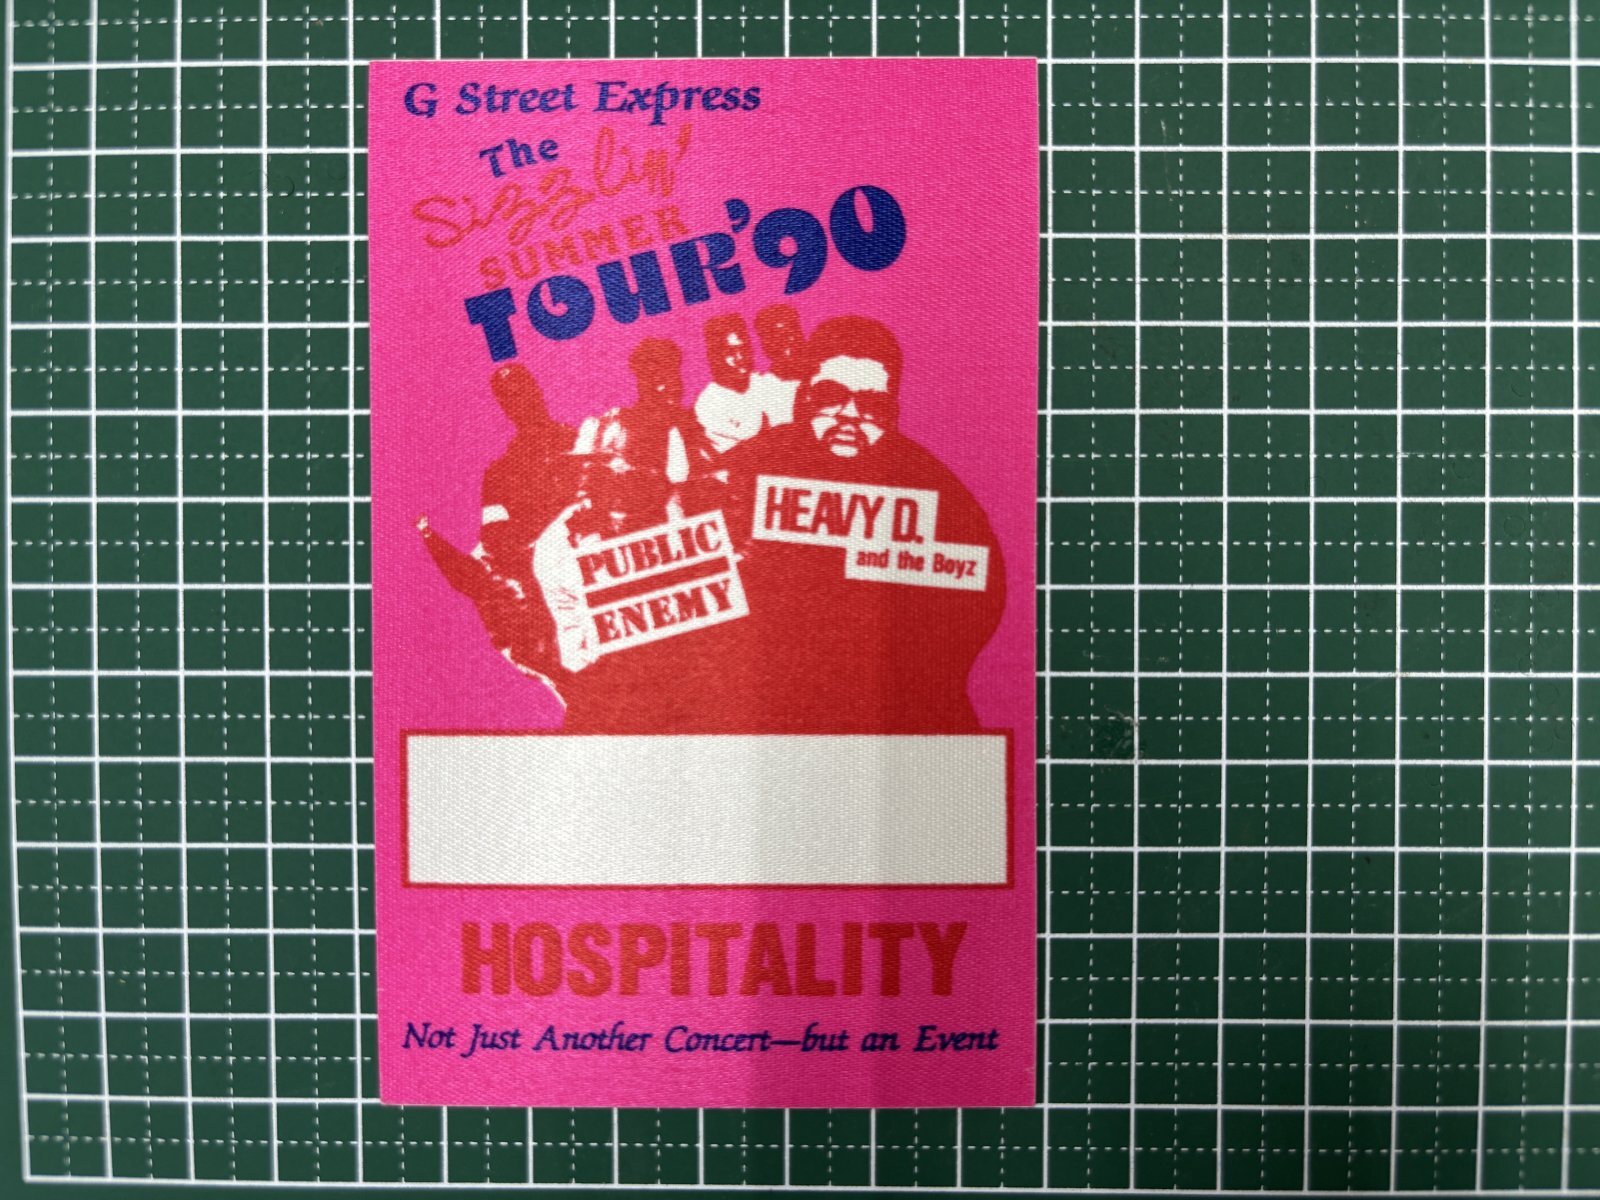 G Street Express
The
Sizzlin'
SUMMER
TOUR '90
HEAVY D.
and the Boyz
PUBLIC
ENEMY
HOSPITALITY
Not Just Another Concert—but an Event